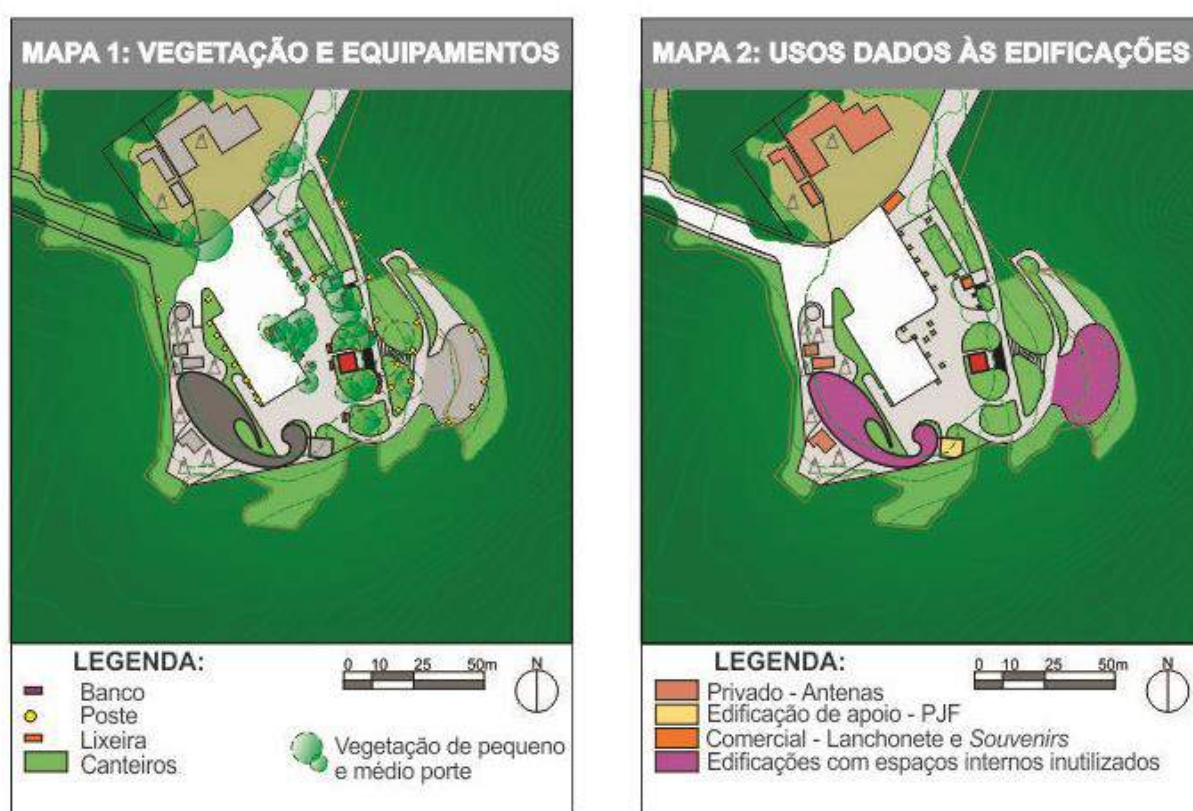 MAPA 1: VEGETAÇÃO E EQUIPAMENTOS
LEGENDA:
Banco
Poste
Lixeira
Canteiros
Vegetação de pequeno
e médio porte
0 10 25 50m
N
MAPA 2: USOS DADOS ÀS EDIFICAÇÕES
LEGENDA:
Privado - Antenas
Edificação de apoio - PJF
Comercial - Lanchonete e Souvenirs
Edificações com espaços internos inutilizados
0 10 25 50m
N